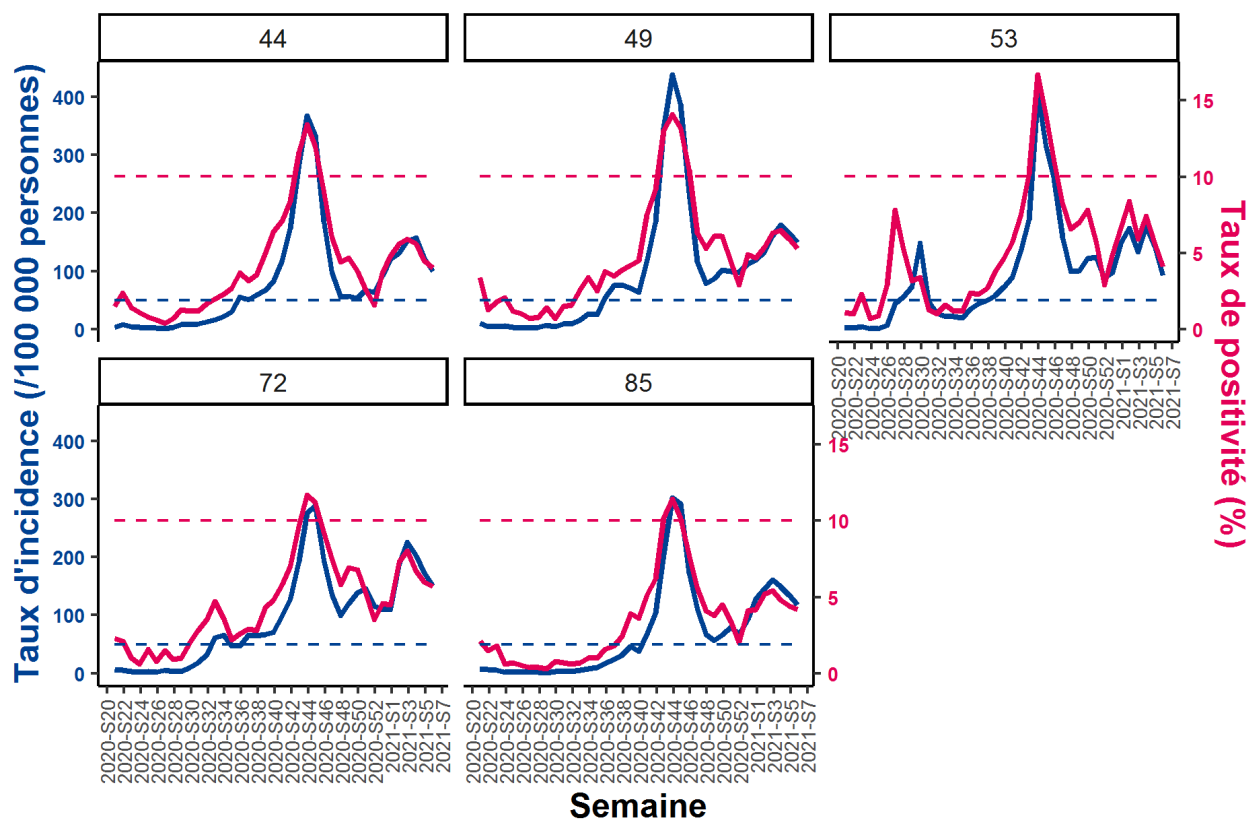 44
49
53
Taux d'incidence (/100 000 personnes)
400
300
200
100
0
15
10
5
0
Taux de positivité (%)
2020-S20
2020-S22
2020-S24
2020-S26
2020-S28
2020-S30
2020-S32
2020-S34
2020-S36
2020-S38
2020-S40
2020-S42
2020-S44
2020-S46
2020-S48
2020-S50
2020-S52
2021-S1
2021-S3
2021-S5
2021-S7
72
85
400
300
200
100
0
15
10
5
0
2020-S20
2020-S22
2020-S24
2020-S26
2020-S28
2020-S30
2020-S32
2020-S34
2020-S36
2020-S38
2020-S40
2020-S42
2020-S44
2020-S46
2020-S48
2020-S50
2020-S52
2021-S1
2021-S3
2021-S5
2021-S7
2020-S20
2020-S22
2020-S24
2020-S26
2020-S28
2020-S30
2020-S32
2020-S34
2020-S36
2020-S38
2020-S40
2020-S42
2020-S44
2020-S46
2020-S48
2020-S50
2020-S52
2021-S1
2021-S3
2021-S5
2021-S7
Semaine